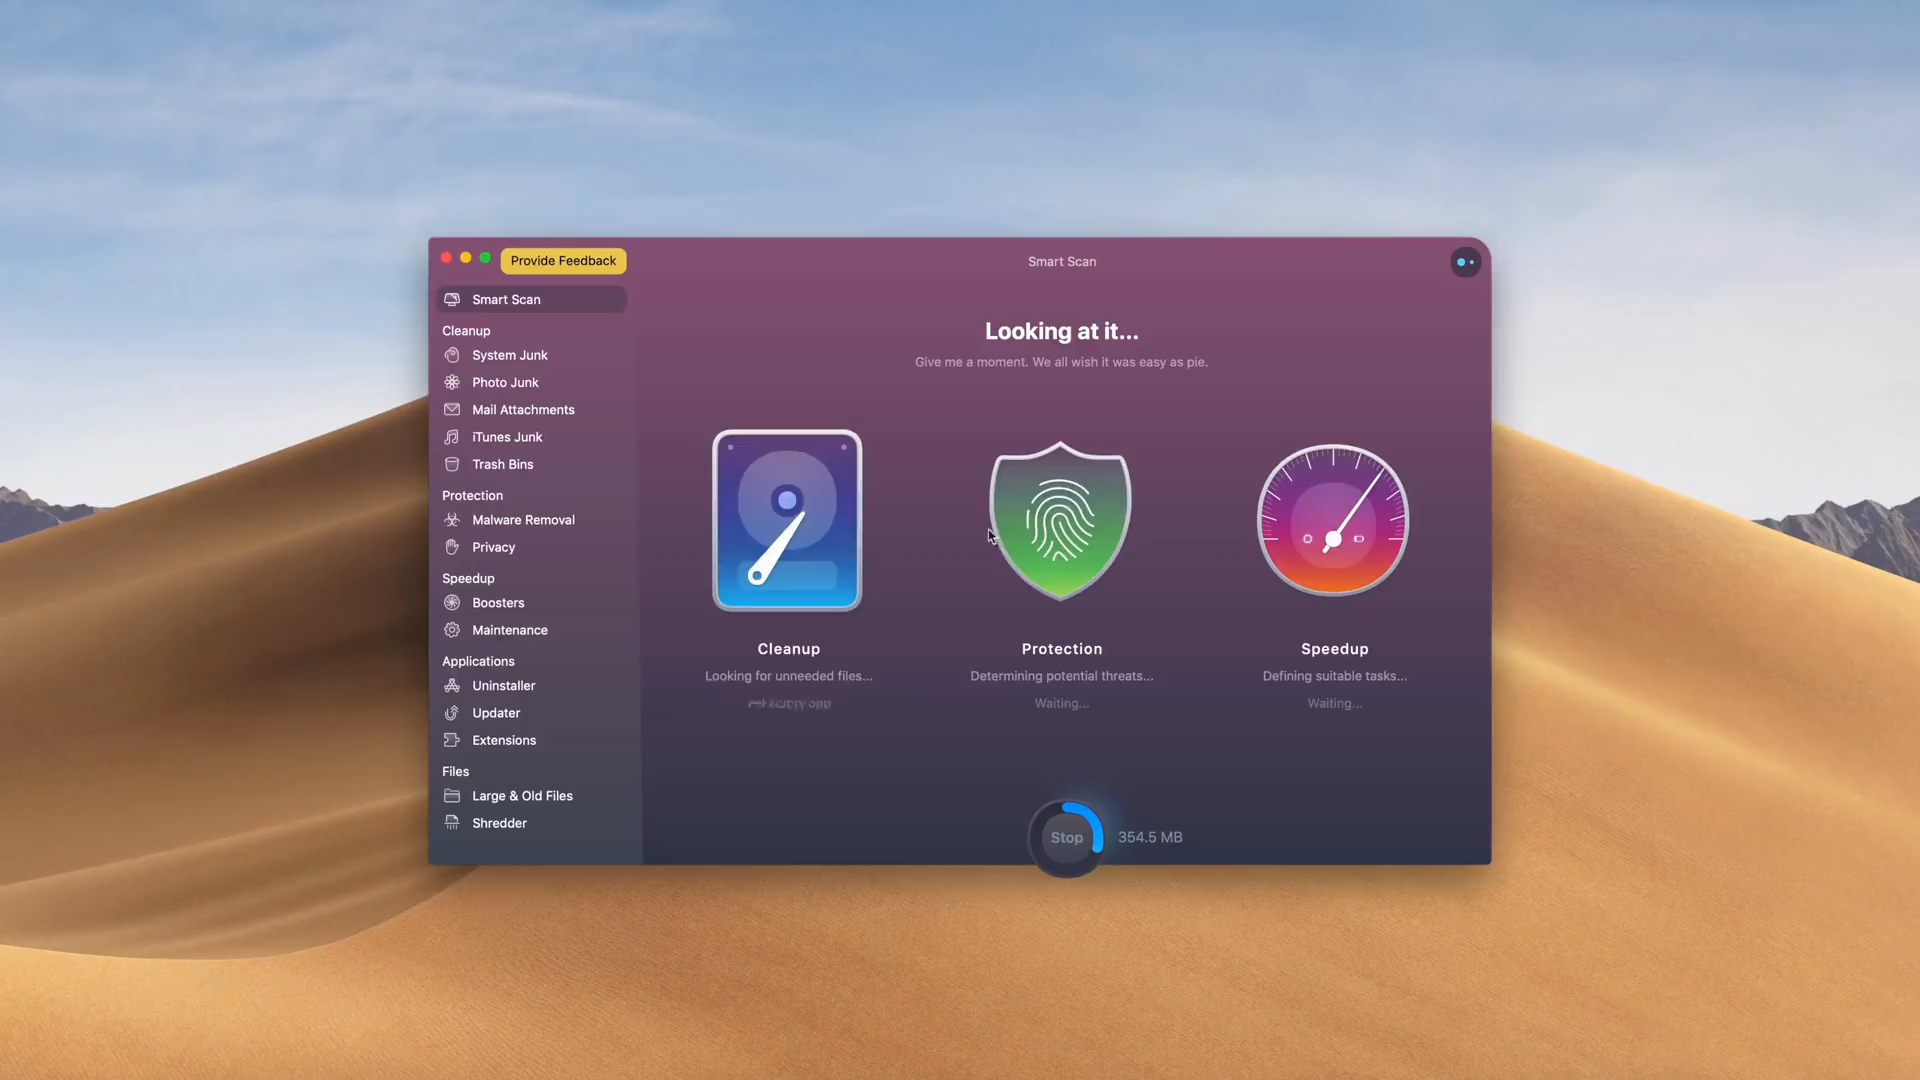 Provide Feedback
Smart Scan
Smart Scan
Cleanup
System Junk
Photo Junk
Mail Attachments
iTunes Junk
Trash Bins
Protection
Malware Removal
Privacy
Speedup
Boosters
Maintenance
Applications
Uninstaller
Updater
Extensions
Files
Large & Old Files
Shredder
Looking at it...
Give me a moment. We all wish it was easy as pie.
Cleanup
Looking for unneeded files...
Protection
Determining potential threats...
Waiting...
Speedup
Defining suitable tasks...
Waiting...
Stop
354.5 MB